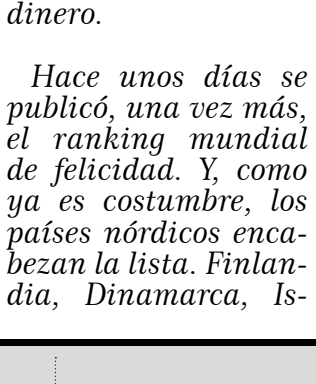 dinero.
Hace unos días se
publicó, una vez más,
el ranking mundial
de felicidad. Y, como
ya es costumbre, los
países nórdicos enca-
bezan la lista. Finlan-
dia, Dinamarca, Is-